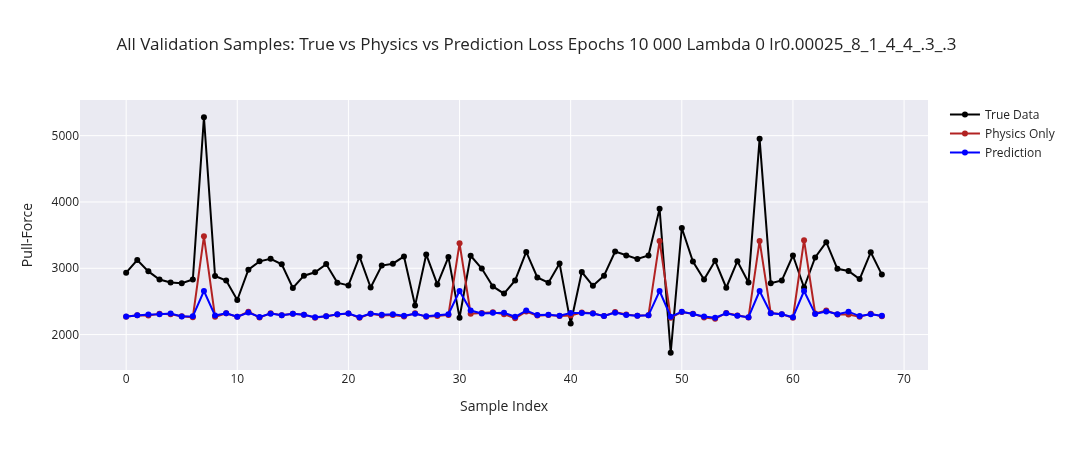 All Validation Samples: True vs Physics vs Prediction Loss Epochs 10 000 Lambda 0 lr0.00025_8_1_4_4_.3_.3
True Data
Physics Only
Prediction
Pull-Force
5000
4000
3000
2000
0 10 20 30 40 50 60 70
Sample Index